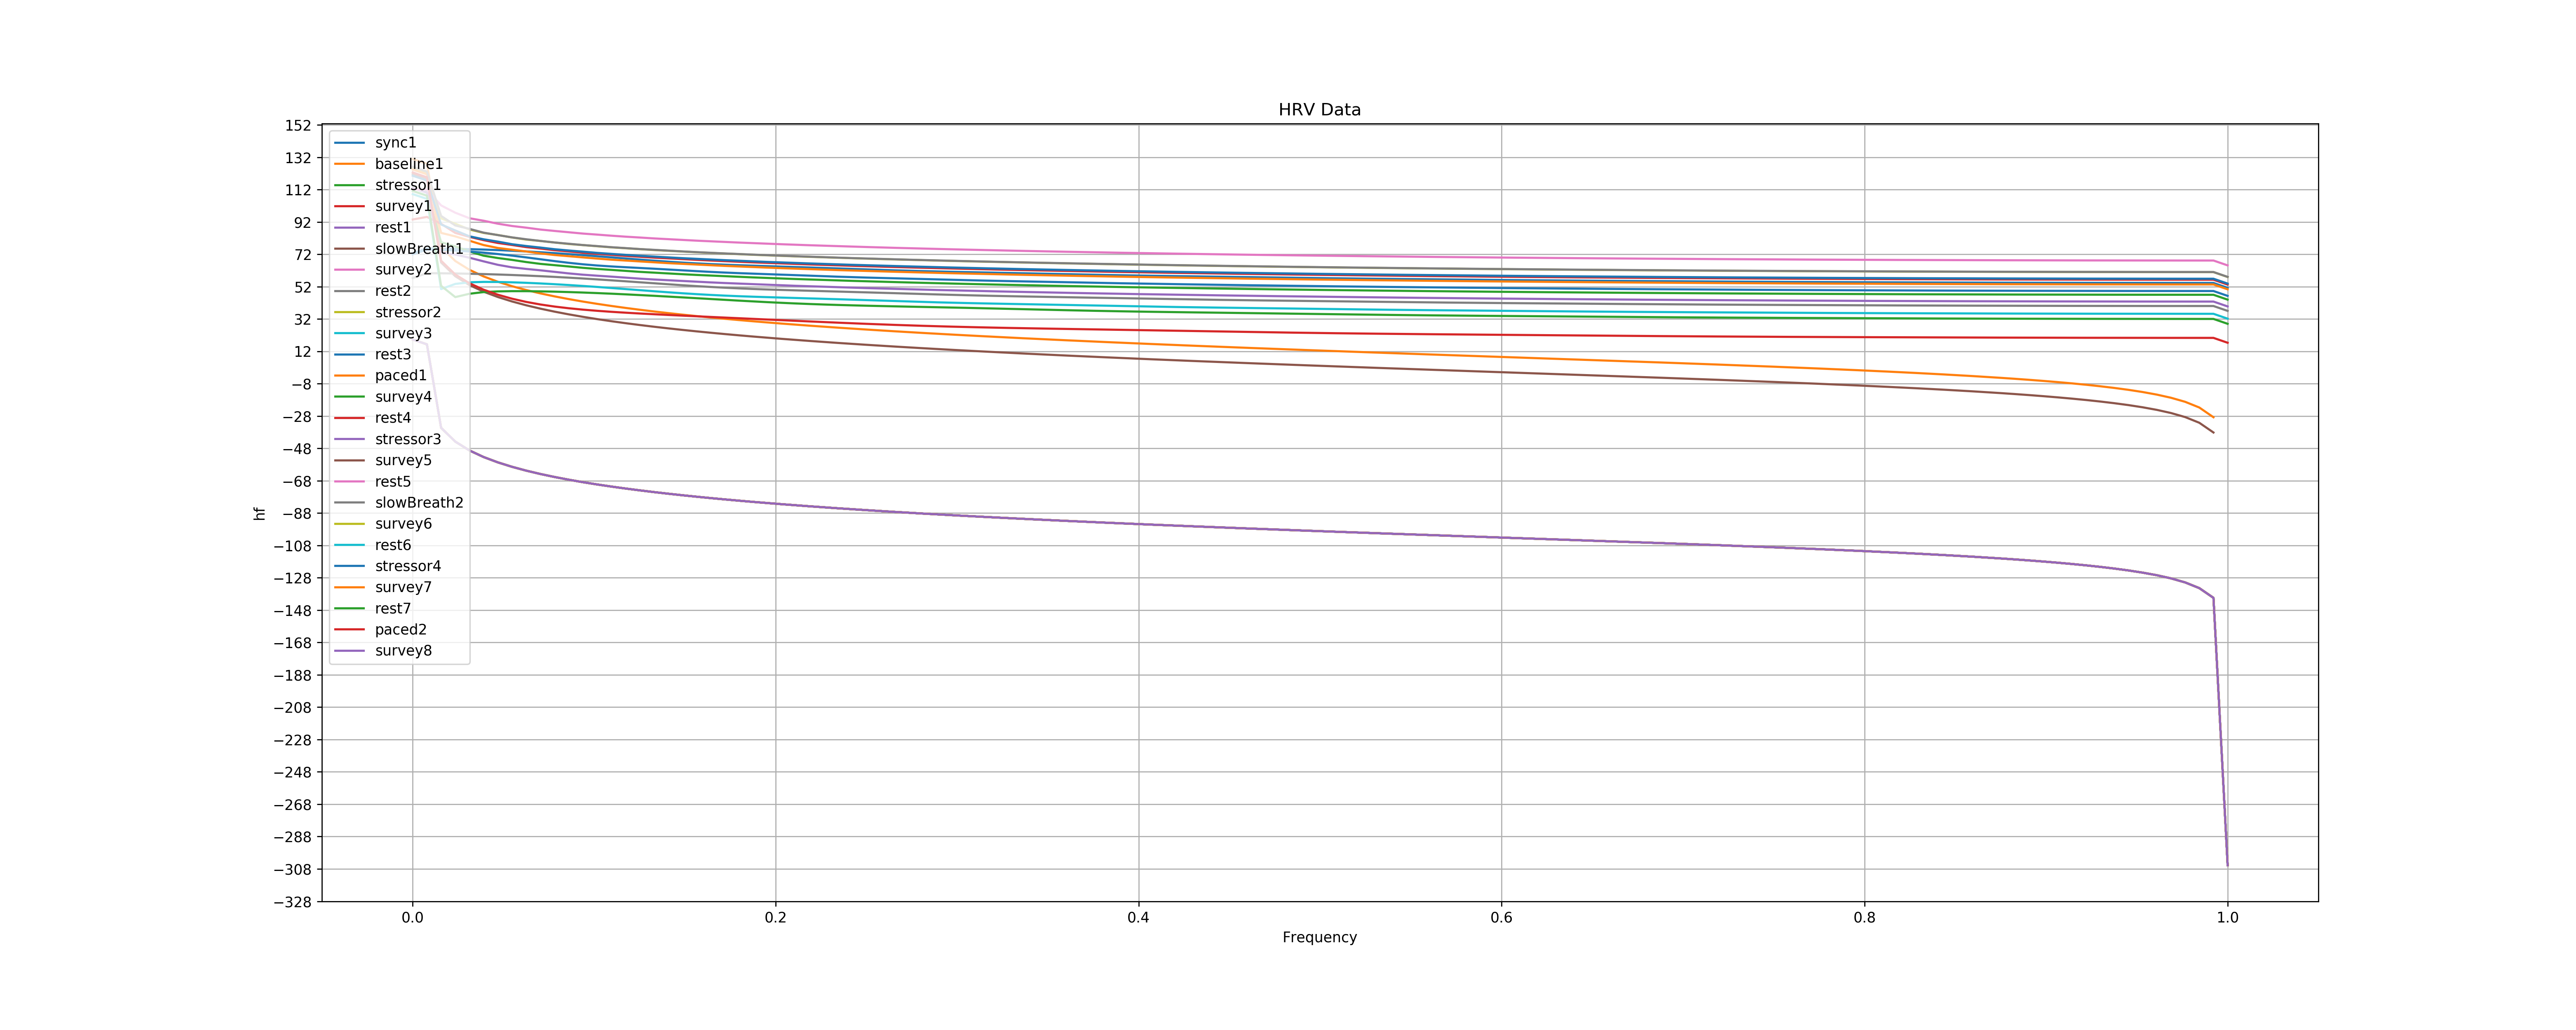 HRV Data
152
132
112
92
72
52
32
12
−8
−28
−48
−68
−88
−108
−128
−148
−168
−188
−208
−228
−248
−268
−288
−308
−328
hf
sync1
baseline1
stressor1
survey1
rest1
slowBreath1
survey2
rest2
stressor2
survey3
rest3
paced1
survey4
rest4
stressor3
survey5
rest5
slowBreath2
survey6
rest6
stressor4
survey7
rest7
paced2
survey8
0.0 0.2 0.4 0.6 0.8 1.0
Frequency